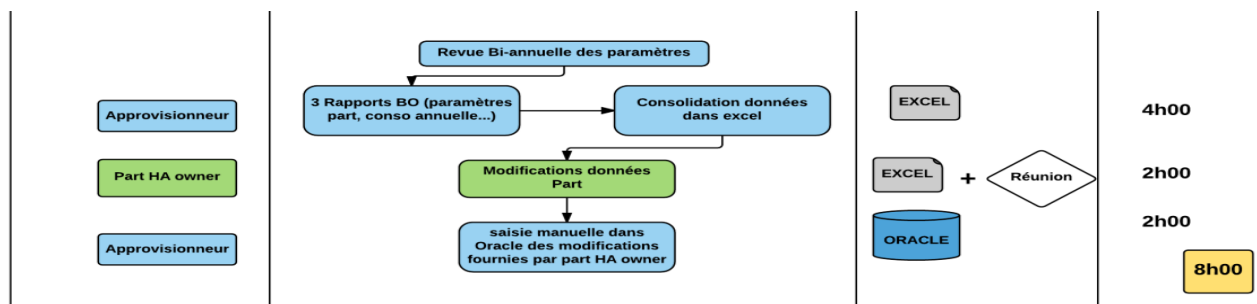 Revue Bi-annuelle des paramètres
Approvisionneur
3 Rapports BO (paramètres
part, conso annuelle...)
Consolidation données
dans excel
EXCEL
4h00
Part HA owner
Modifications données
Part
EXCEL
+
Réunion
2h00
Approvisionneur
saisie manuelle dans
Oracle des modifications
fournies par part HA owner
ORACLE
2h00
8h00